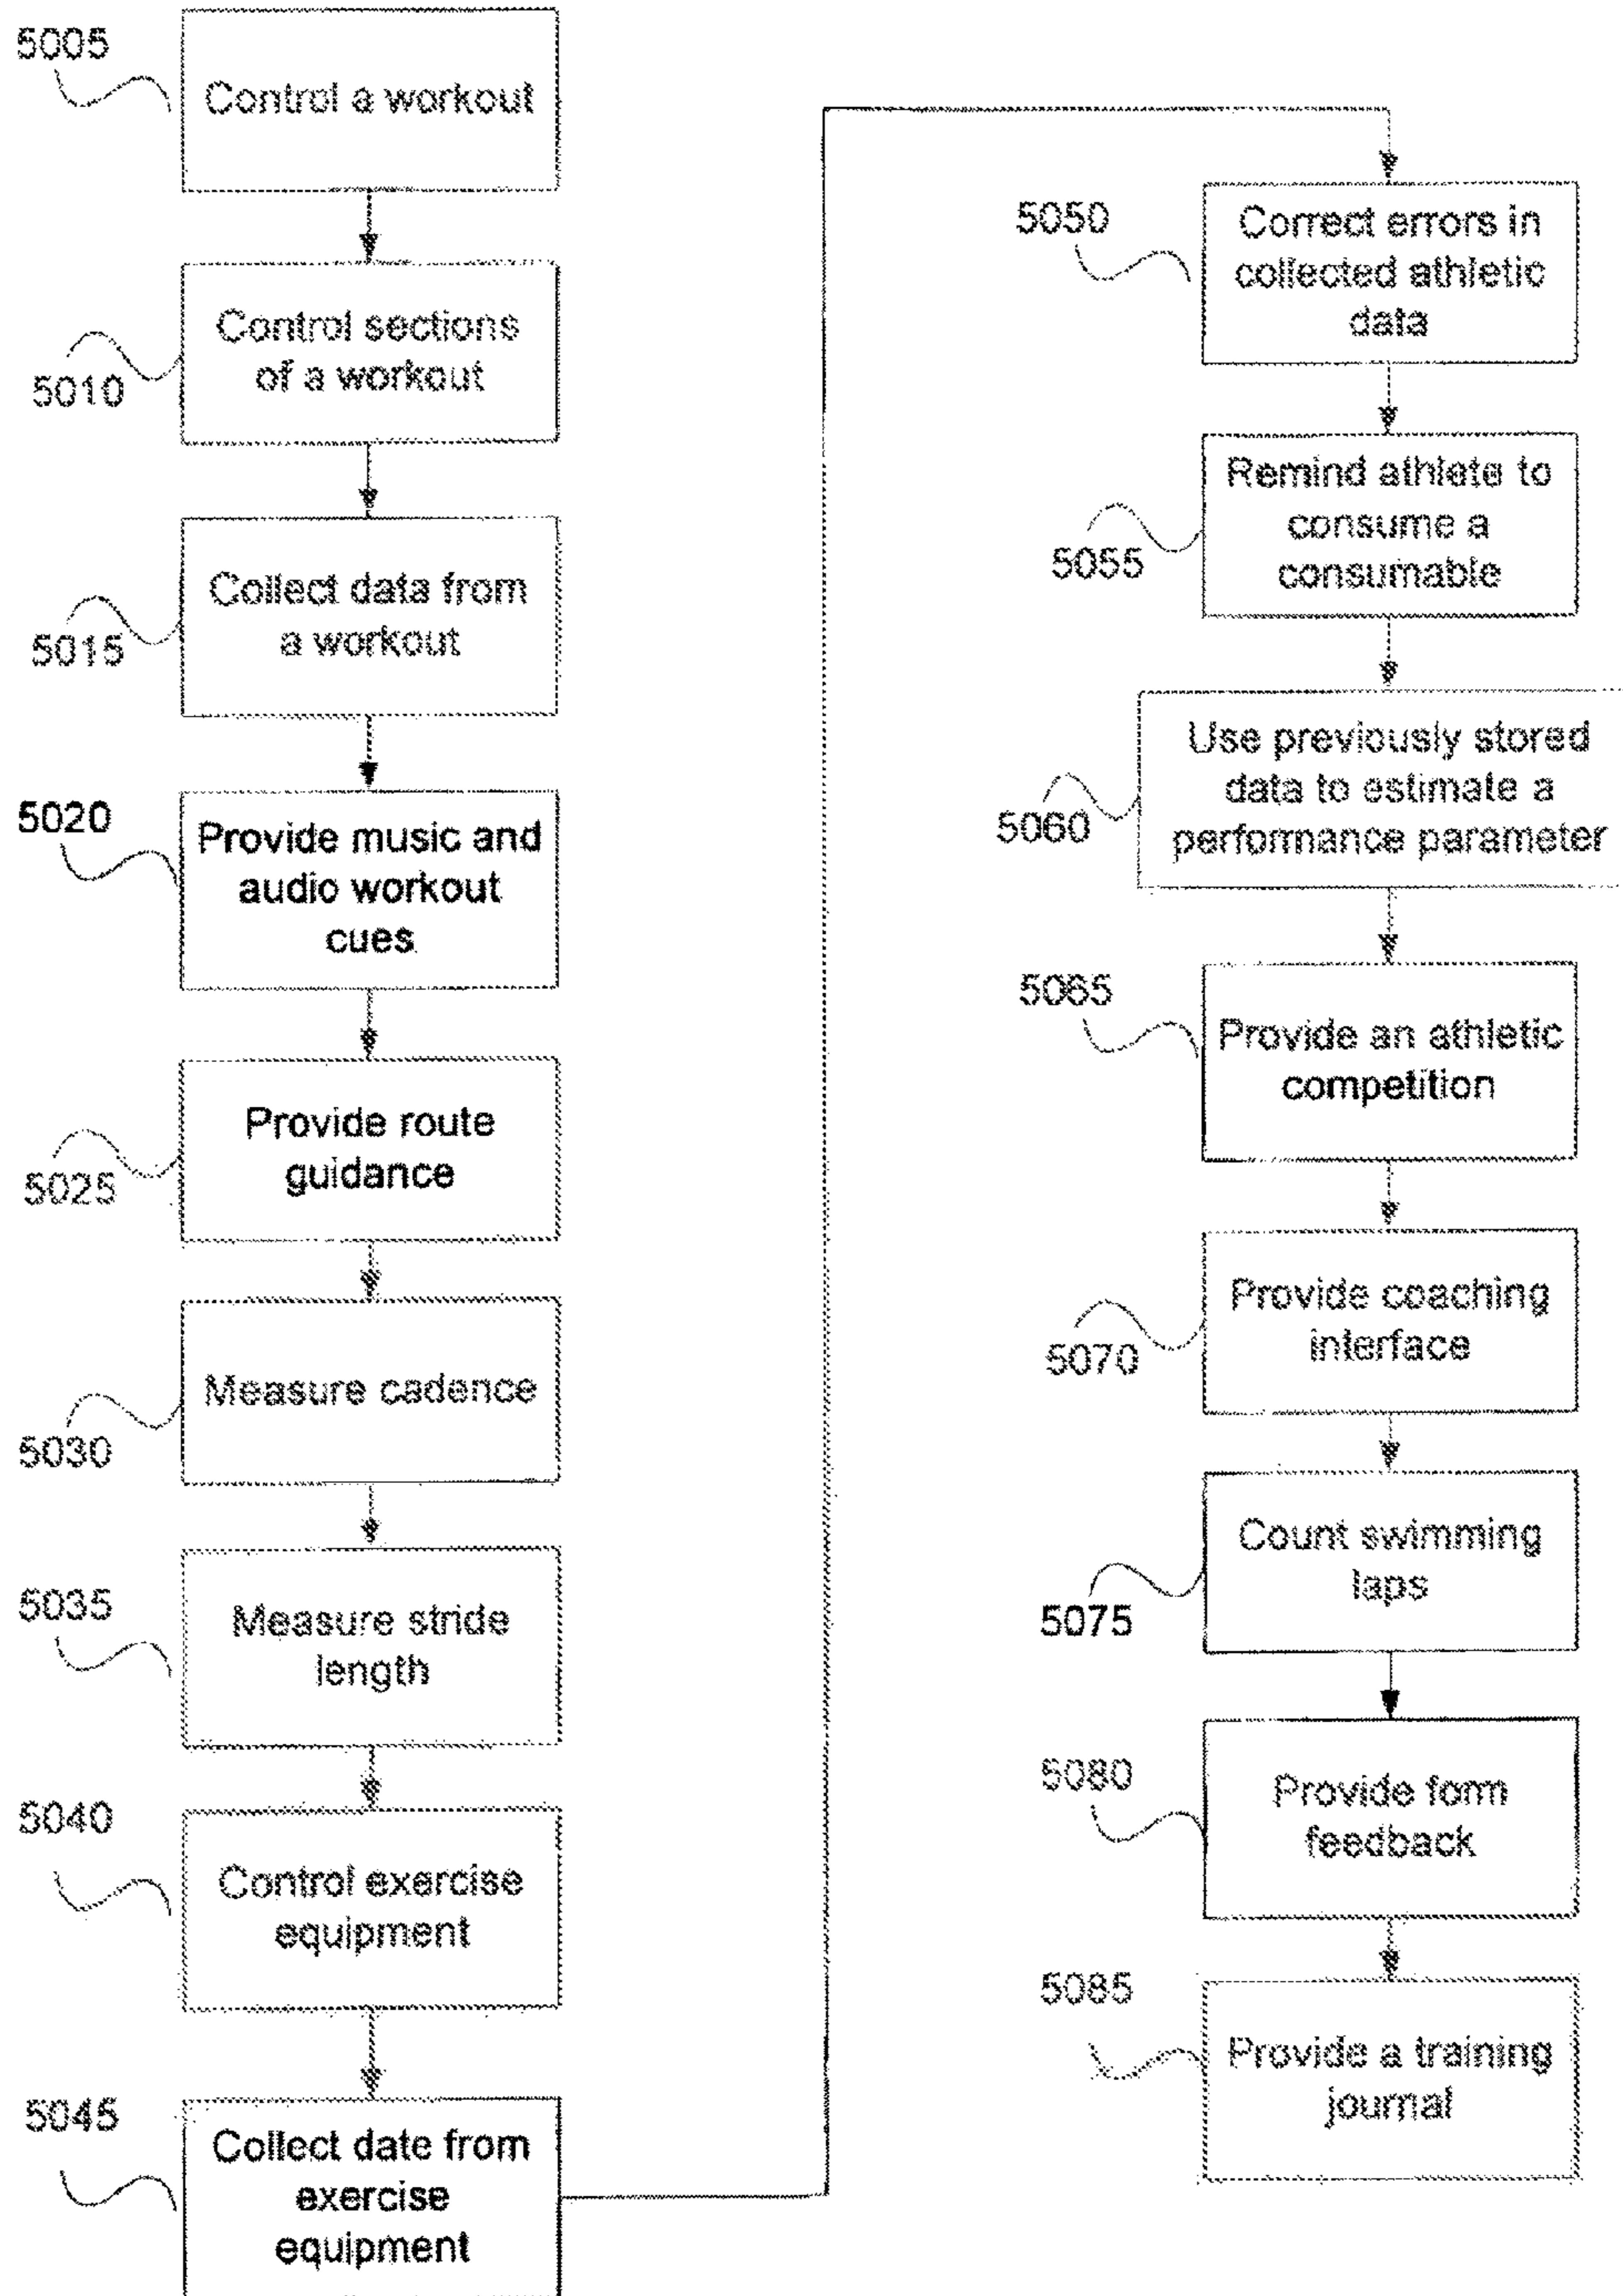 5005
Control a workout
5010
Control sections
of a workout
5015
Collect data from
a workout
5020
Provide music and
audio workout
cues
5025
Provide route
guidance
5030
Measure cadence
5035
Measure stride
length
5040
Control exercise
equipment
5045
Collect date from
exercise
equipment
5050
Correct errors in
collected athletic
data
5055
Remind athlete to
consume a
consumable
5060
Use previously stored
data to estimate a
performance parameter
5065
Provide an athletic
competition
5070
Provide coaching
interface
5075
Count swimming
laps
5080
Provide form
feedback
5085
Provide a training
journal